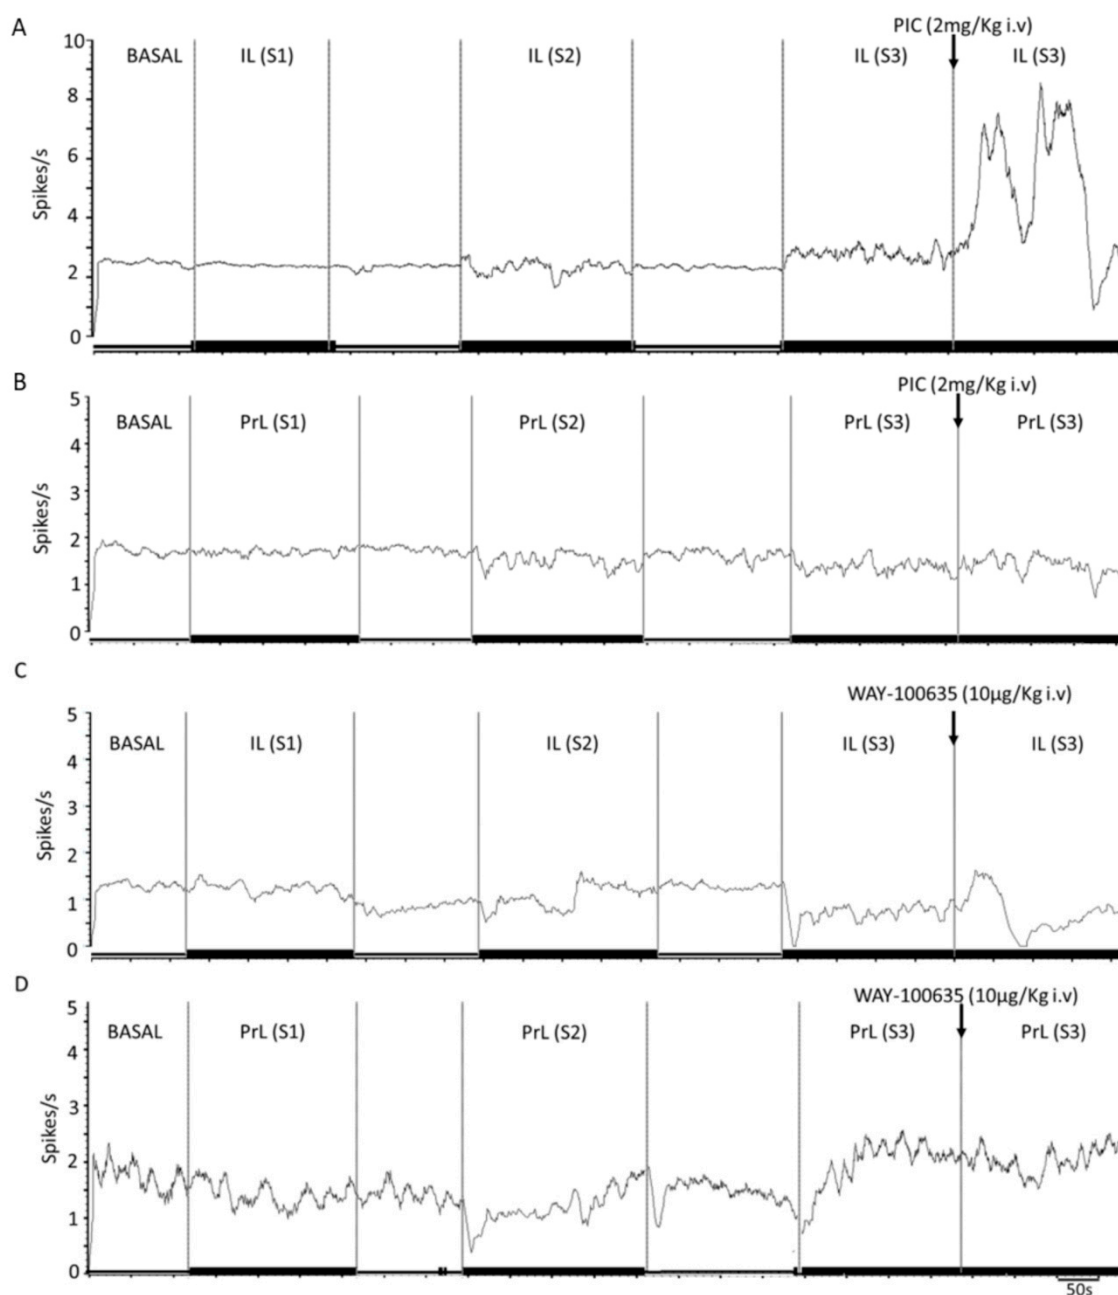 A
PIC (2mg/Kg i.v)
BASAL IL (S1) IL (S2) IL (S3) IL (S3)
10
8
6
4
2
0
Spikes/s
B
PIC (2mg/Kg i.v)
BASAL PrL (S1) PrL (S2) PrL (S3) PrL (S3)
5
4
3
2
1
0
Spikes/s
C
WAY-100635 (10µg/Kg i.v)
BASAL IL (S1) IL (S2) IL (S3) IL (S3)
5
4
3
2
1
0
Spikes/s
D
WAY-100635 (10µg/Kg i.v)
BASAL PrL (S1) PrL (S2) PrL (S3) PrL (S3)
5
4
3
2
1
0
Spikes/s
50s